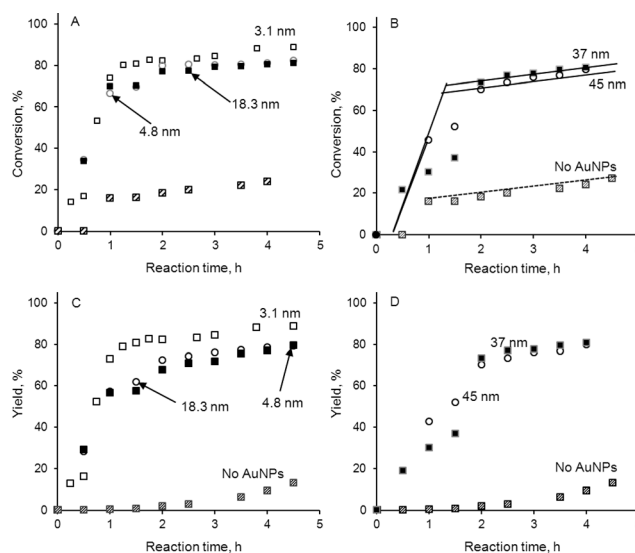 A
100
80
60
40
20
0
Conversion, %
3.1 nm
18.3 nm
4.8 nm
0 1 2 3 4 5
Reaction time, h
B
100
80
60
40
20
0
Conversion, %
37 nm
45 nm
No AuNPs
0 1 2 3 4 5
Reaction time, h
C
100
80
60
40
20
0
Yield, %
3.1 nm
18.3 nm
4.8 nm
No AuNPs
0 1 2 3 4 5
Reaction time, h
D
100
80
60
40
20
0
Yield, %
37 nm
45 nm
No AuNPs
0 1 2 3 4 5
Reaction time, h